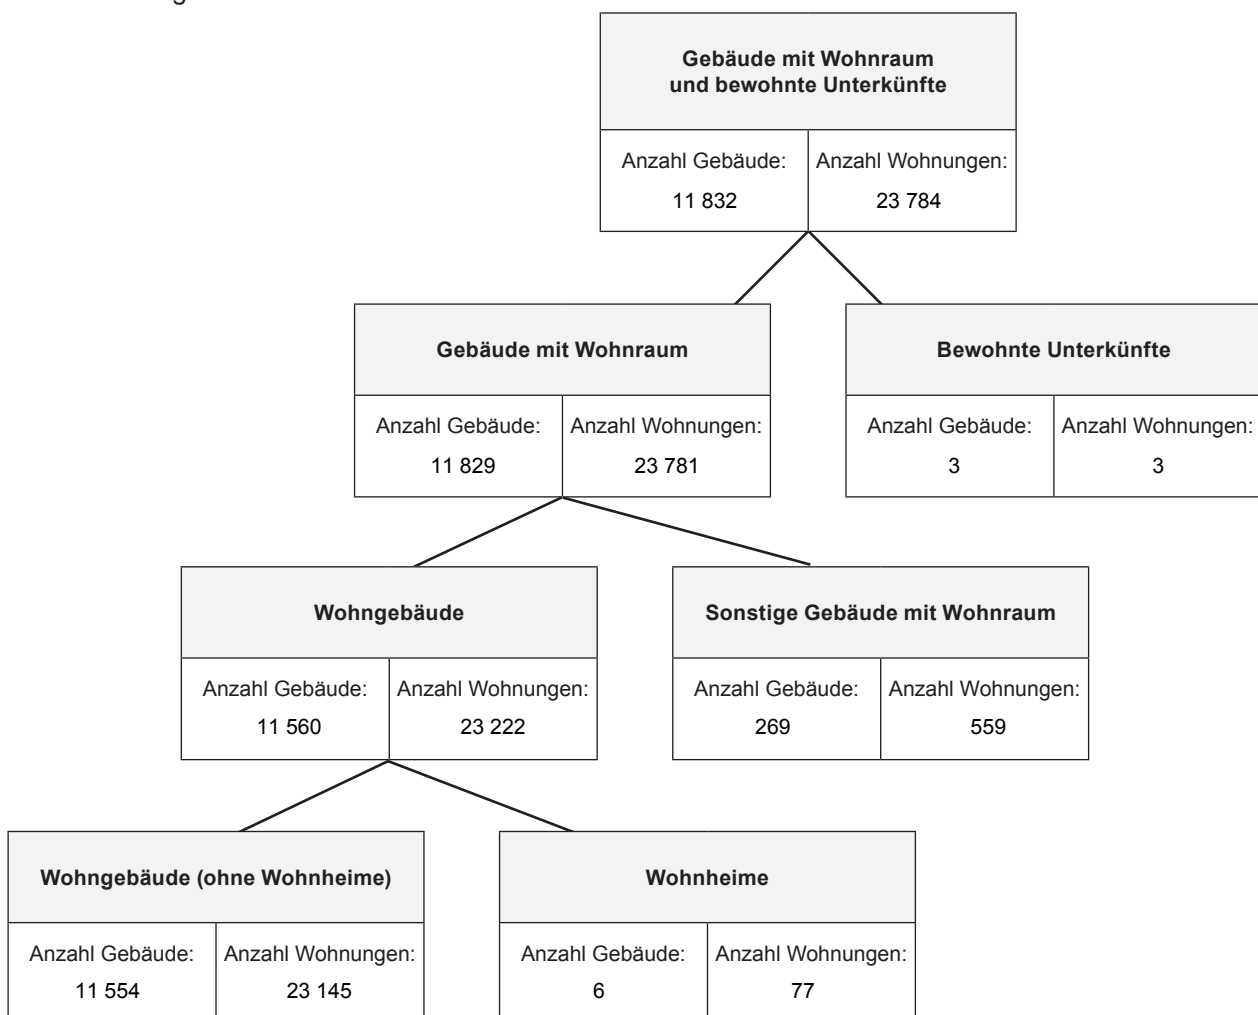 Gebäude mit Wohnraum
und bewohnte Unterkünfte
Anzahl Gebäude: Anzahl Wohnungen:
11 832 23 784
Gebäude mit Wohnraum
Anzahl Gebäude: Anzahl Wohnungen:
11 829 23 781
Bewohnte Unterkünfte
Anzahl Gebäude: Anzahl Wohnungen:
3 3
Wohngebäude
Anzahl Gebäude: Anzahl Wohnungen:
11 560 23 222
Sonstige Gebäude mit Wohnraum
Anzahl Gebäude: Anzahl Wohnungen:
269 559
Wohngebäude (ohne Wohnheime)
Anzahl Gebäude: Anzahl Wohnungen:
11 554 23 145
Wohnheime
Anzahl Gebäude: Anzahl Wohnungen:
6 77